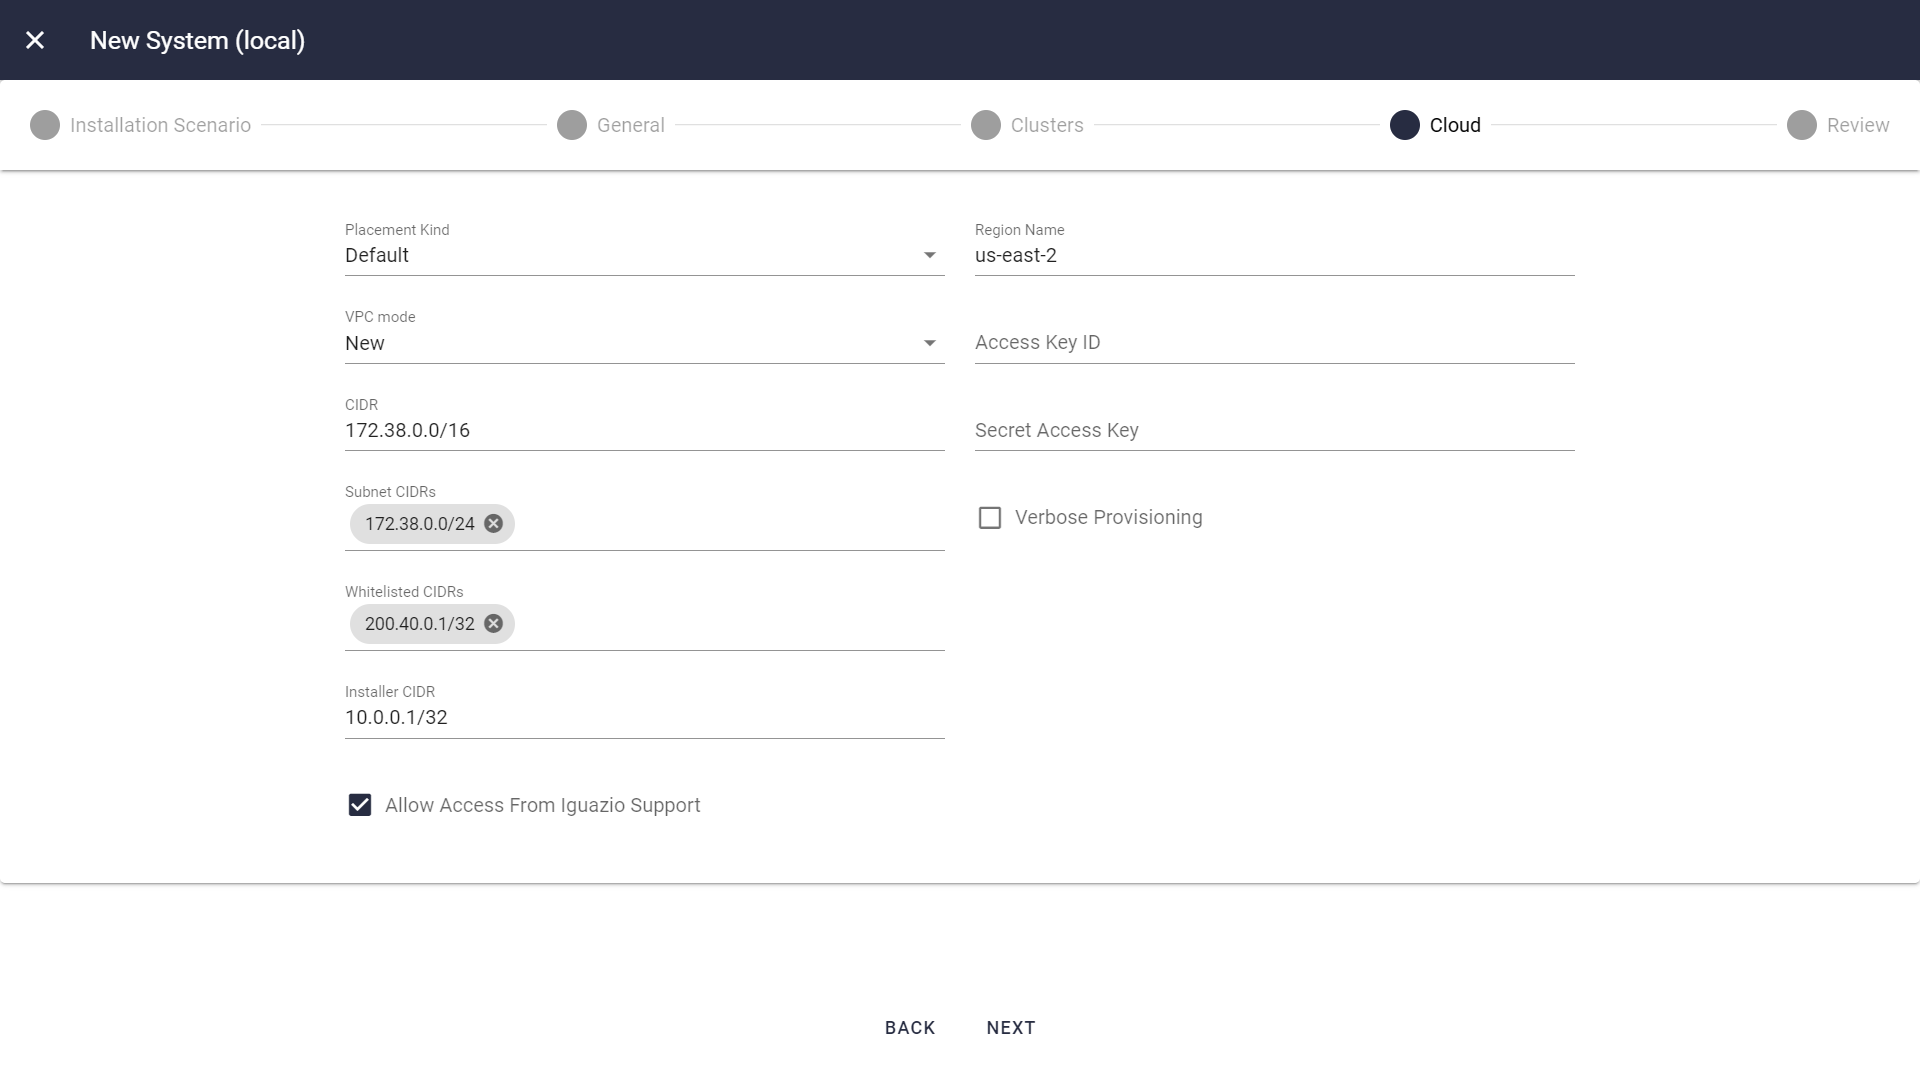 New System (local)
Installation Scenario
General
Clusters
Cloud
Review
Placement Kind
Default
Region Name
us-east-2
VPC mode
New
Access Key ID
CIDR
172.38.0.0/16
Secret Access Key
Subnet CIDRs
172.38.0.0/24
Verbose Provisioning
Whitelisted CIDRs
200.40.0.1/32
Installer CIDR
10.0.0.1/32
Allow Access From Iguazio Support
BACK
NEXT